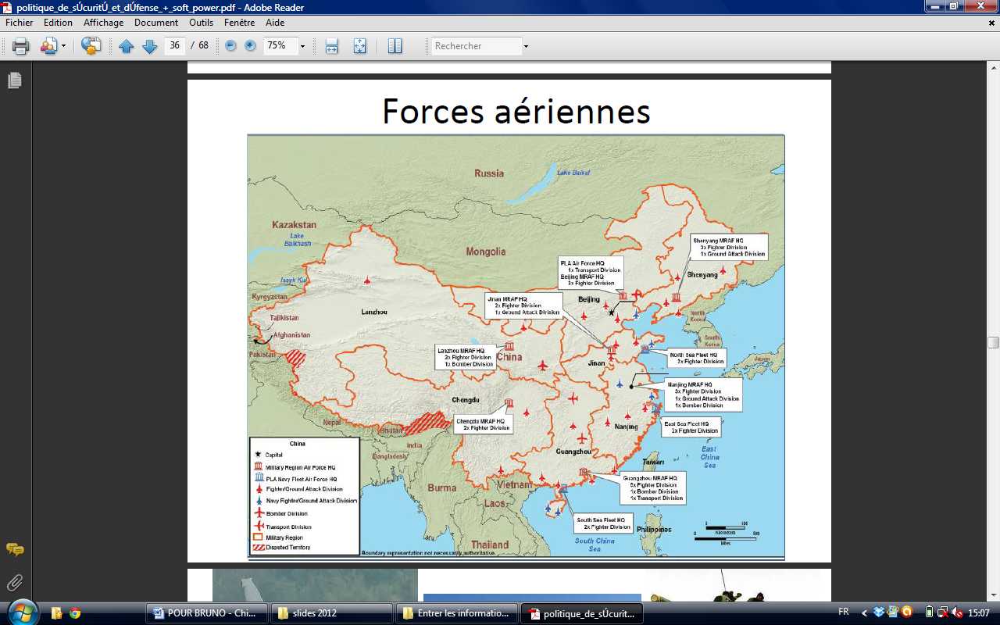 politique_de_sÚcuritÚ_et_dÚfense_+_soft_power.pdf - Adobe Reader
Fichier Edition Affichage Document Outils Fenêtre Aide
36 / 68 75% Rechercher
Forces aériennes
Russia
Lake Baikal
Kazakstan
Lake
Balkhash
Mongolia
Issyk Kul
Kyrgyzstan
Tajikistan
Afghanistan
Pakistan
Lanzhou
Shenyang MRAF HQ
3x Fighter Division
1x Ground Attack Division
Shenyang
PLA Air Force HQ
1x Transport Division
Beijing MRAF HQ
3x Fighter Division
Beijing
Jinan MRAF HQ
2x Fighter Division
1x Ground Attack Division
North
Korea
South
Korea
Japan
Lanzhou MRAF HQ
2x Fighter Division
1x Bomber Division
China
Jinan
North Sea Fleet HQ
2x Fighter Division
Nanjing MRAF HQ
3x Fighter Division
1x Ground Attack Division
1x Bomber Division
Chengdu
Chengdu MRAF HQ
2x Fighter Division
Nanjing
East Sea Fleet HQ
2x Fighter Division
Nepal
Bhutan
India
Bangladesh
Guangzhou
East
China
Sea
Taiwan
Guangzhou MRAF HQ
5x Fighter Division
1x Bomber Division
1x Transport Division
Burma
Vietnam
Laos
South Sea Fleet HQ
2x Fighter Division
Philippines
South China
Sea
Thailand
China
Capital
Military Region Air Force HQ
PLA Navy Fleet Air Force HQ
Fighter/Ground Attack Division
Navy Fighter/Ground Attack Division
Bomber Division
Transport Division
Military Region
Disputed Territory
Boundary representation not necessarily authoritative.
0
Kilometers
0 500
Miles
POUR BRUNO - Chi... slides 2012 Entrer les informatio... politique_de_sÚcurit... FR 15:07